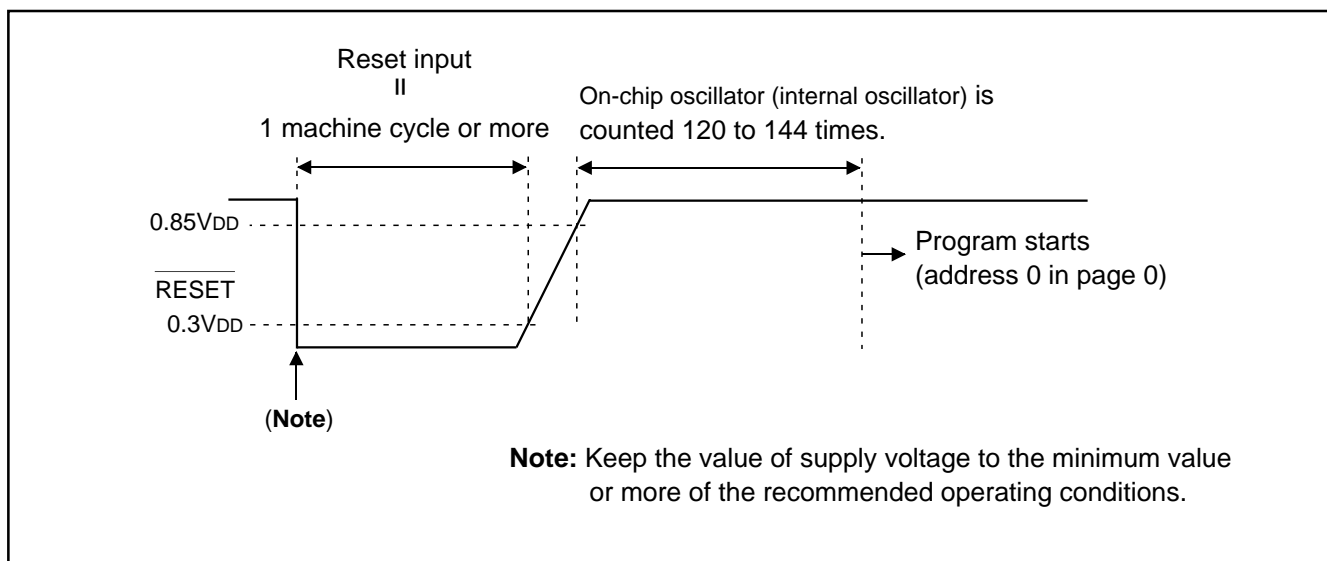 Reset input
=
1 machine cycle or more
On-chip oscillator (internal oscillator) is
counted 120 to 144 times.
0.85VDD
Program starts
(address 0 in page 0)
RESET
0.3VDD
(Note)
Note: Keep the value of supply voltage to the minimum value
or more of the recommended operating conditions.